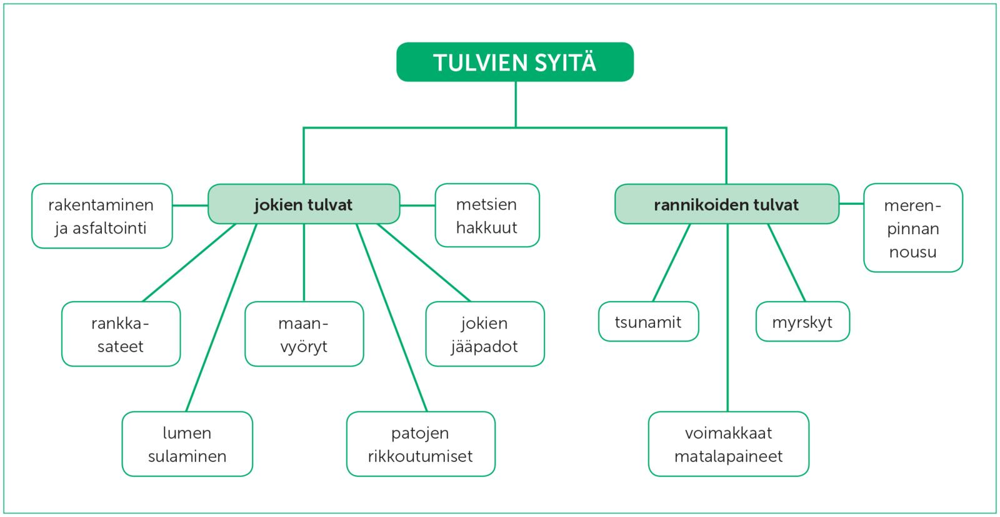 TULVIEN SYITÄ
rakentaminen
ja asfaltointi
jokien tulvat
metsien
hakkuut
rannikoiden tulvat
meren-
pinnan
nousu
rankka-
sateet
maan-
vyöryt
jokien
jääpadot
tsunamit
myrskyt
lumen
sulaminen
patojen
rikkoutumiset
voimakkaat
matalapaineet